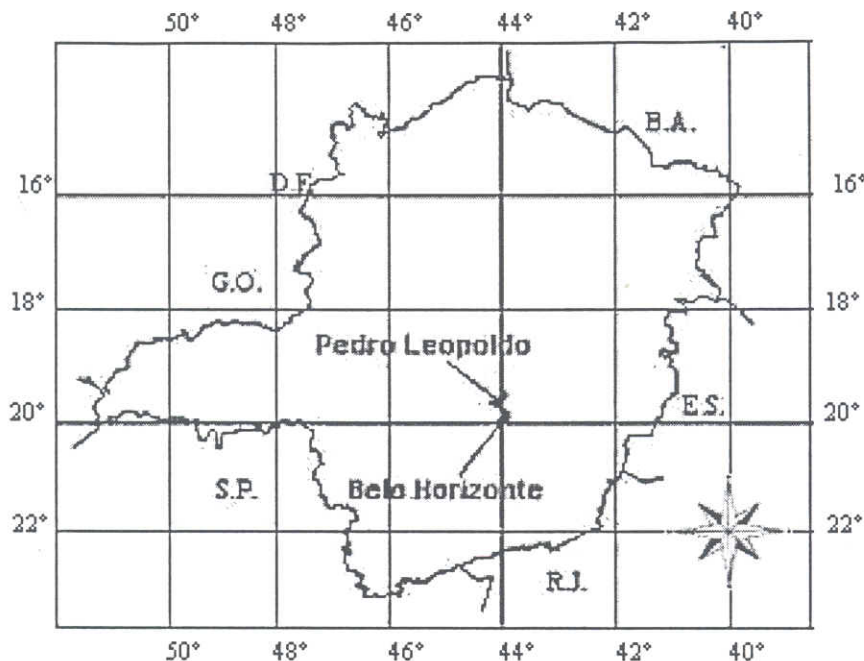 50° 48° 46° 44° 42° 40°
B.A.
16° D.F. 16°
G.O.
18° 18°
Pedro Leopoldo
20° E.S. 20°
S.P. Belo Horizonte
22° 22°
R.J.
50° 48° 46° 44° 42° 40°